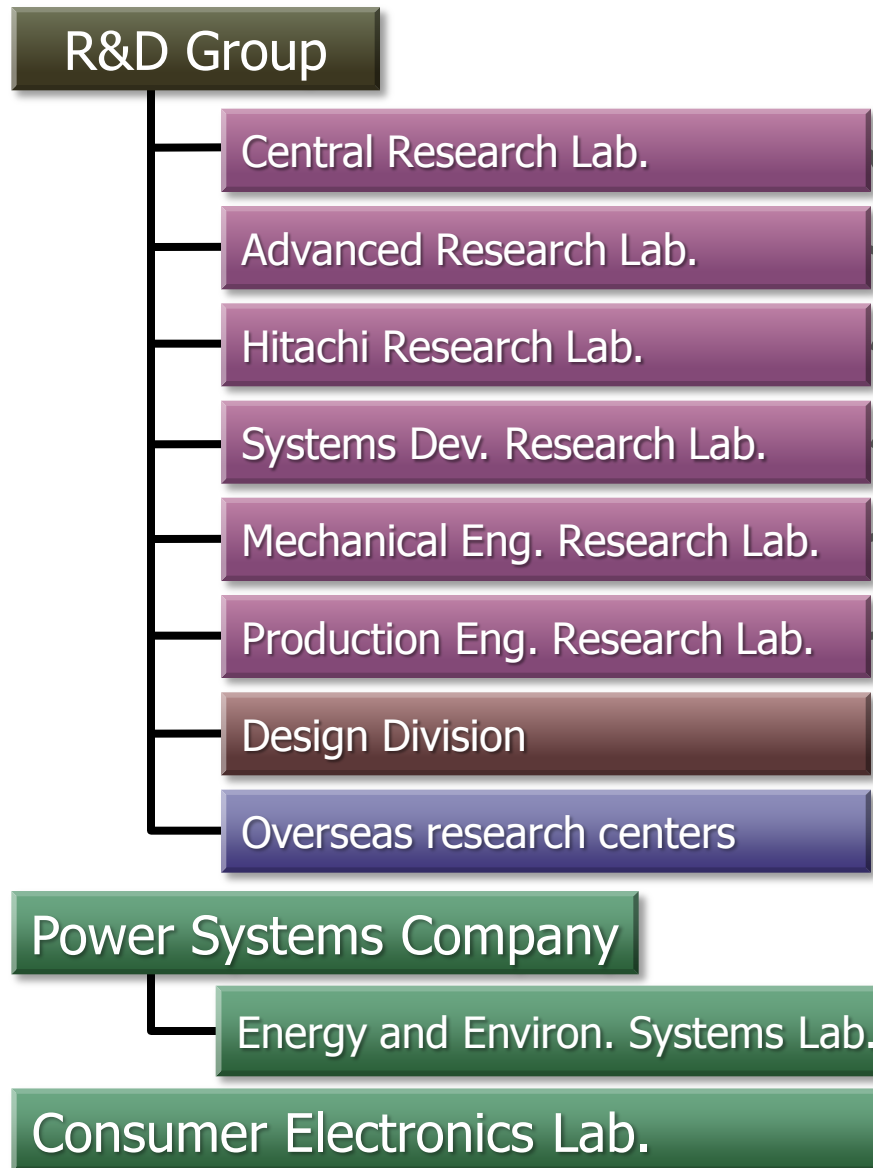 R&D Group
Central Research Lab.
Advanced Research Lab.
Hitachi Research Lab.
Systems Dev. Research Lab.
Mechanical Eng. Research Lab.
Production Eng. Research Lab.
Design Division
Overseas research centers
Power Systems Company
Energy and Environ. Systems Lab.
Consumer Electronics Lab.